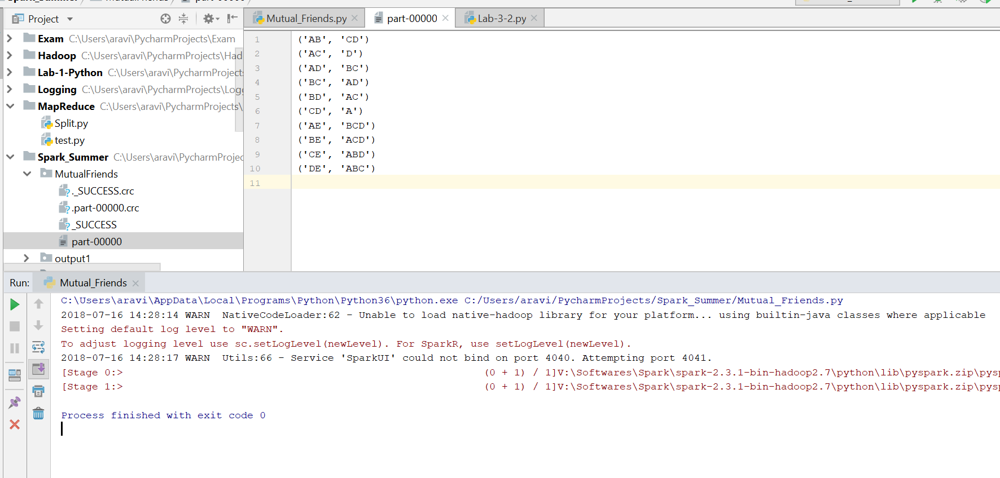 Project
Mutual_Friends.py
part-00000
Lab-3-2.py
Exam C:\Users\aravi\PycharmProjects\Exam
Hadoop C:\Users\aravi\PycharmProjects\Had
Lab-1-Python C:\Users\aravi\PycharmProject
Logging C:\Users\aravi\PycharmProjects\Logg
MapReduce C:\Users\aravi\PycharmProjects\
Split.py
test.py
Spark_Summer C:\Users\aravi\PycharmProjec
MutualFriends
._SUCCESS.crc
.part-00000.crc
_SUCCESS
part-00000
output1
1 ('AB', 'CD')
2 ('AC', 'D')
3 ('AD', 'BC')
4 ('BC', 'AD')
5 ('BD', 'AC')
6 ('CD', 'A')
7 ('AE', 'BCD')
8 ('BE', 'ACD')
9 ('CE', 'ABD')
10 ('DE', 'ABC')
11
Run: Mutual_Friends
C:\Users\aravi\AppData\Local\Programs\Python\Python36\python.exe C:/Users/aravi/PycharmProjects/Spark_Summer/Mutual_Friends.py
2018-07-16 14:28:14 WARN  NativeCodeLoader:62 - Unable to load native-hadoop library for your platform... using builtin-java classes where applicable
Setting default log level to "WARN".
To adjust logging level use sc.setLogLevel(newLevel). For SparkR, use setLogLevel(newLevel).
2018-07-16 14:28:17 WARN  Utils:66 - Service 'SparkUI' could not bind on port 4040. Attempting port 4041.
[Stage 0:> (0 + 1) / 1]V:\Softwares\Spark\spark-2.3.1-bin-hadoop2.7\python\lib\pyspark.zip\pysp
[Stage 1:> (0 + 1) / 1]V:\Softwares\Spark\spark-2.3.1-bin-hadoop2.7\python\lib\pyspark.zip\pysp
Process finished with exit code 0